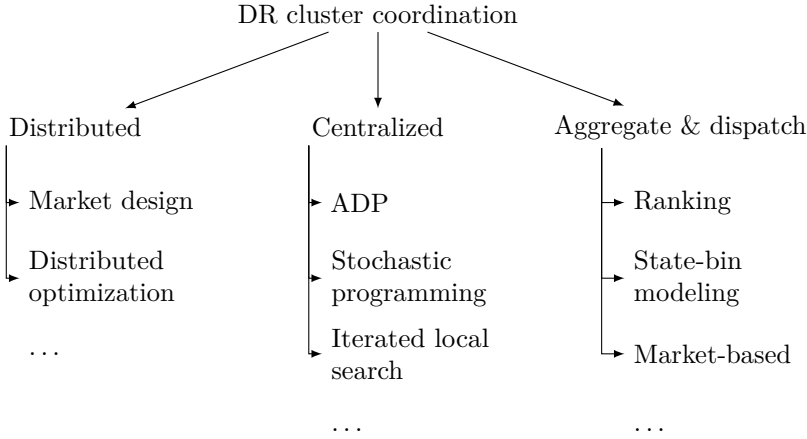 DR cluster coordination
Distributed
Market design
Distributed
optimization
...
Centralized
ADP
Stochastic
programming
Iterated local
search
...
Aggregate & dispatch
Ranking
State-bin
modeling
Market-based
...